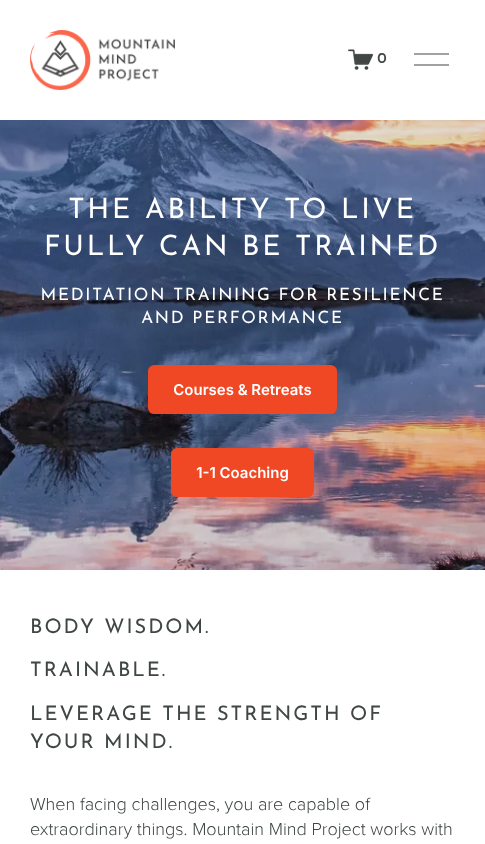 MOUNTAIN
MIND
PROJECT
0
THE ABILITY TO LIVE
FULLY CAN BE TRAINED
MEDITATION TRAINING FOR RESILIENCE
AND PERFORMANCE
Courses & Retreats
1-1 Coaching
BODY WISDOM.
TRAINABLE.
LEVERAGE THE STRENGTH OF
YOUR MIND.
When facing challenges, you are capable of
extraordinary things. Mountain Mind Project works with